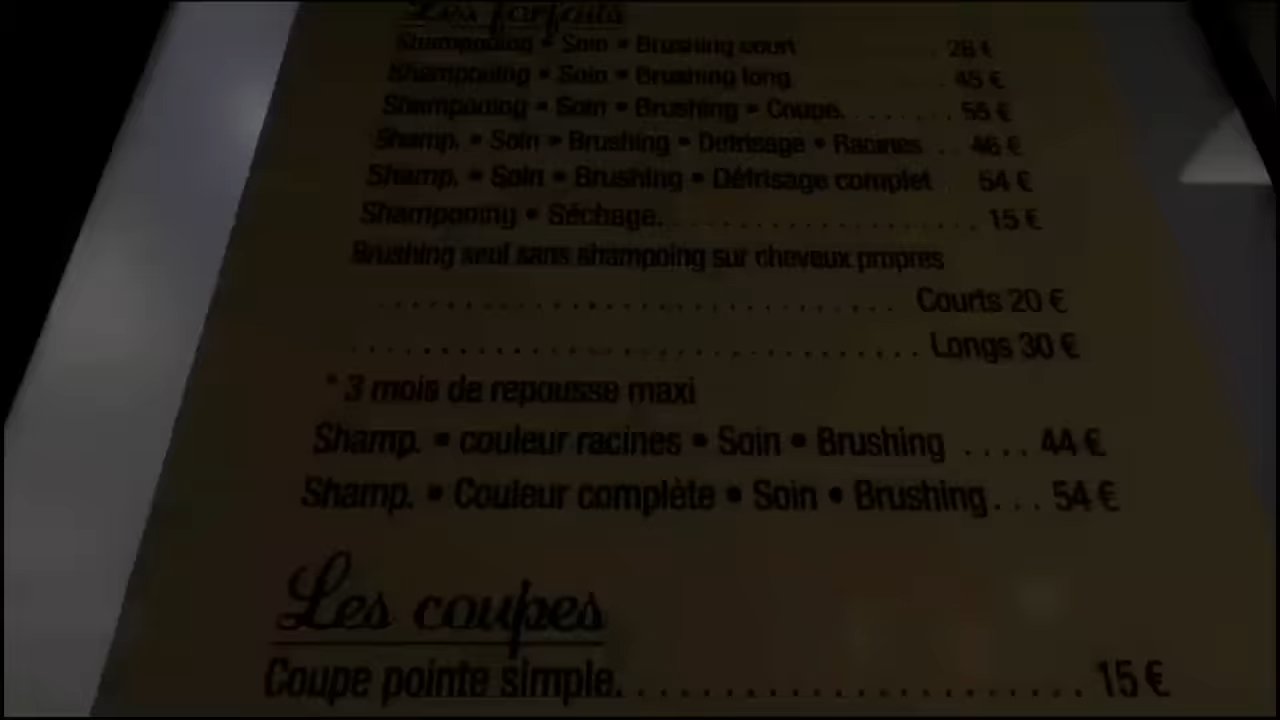 Les forfaits
Shampooing • Soin • Brushing court . 28 €
Shampooing • Soin • Brushing long . 45 €
Shampooing • Soin • Brushing • Coupe. . . . . . . . 55 €
Shamp. • Soin • Brushing • Défrisage • Racines . . 46 €
Shamp. • Soin • Brushing • Défrisage complet 54 €
Shampooing • Séchage. . . . . . . . . . . . . . . . . . . . . . 15 €
Brushing seul sans shampoing sur cheveux propres
. . . . . . . . . . . . . . . . . . . . . . . . Courts 20 €
. . . . . . . . . . . . . . . . . . . . . . . . . . Longs 30 €
* 3 mois de repousse maxi
Shamp. • couleur racines • Soin • Brushing .... 44 €
Shamp. • Couleur complète • Soin • Brushing. . . 54 €
Les coupes
Coupe pointe simple. . . . . . . . . . . . . . . . . . . . . . 15 €